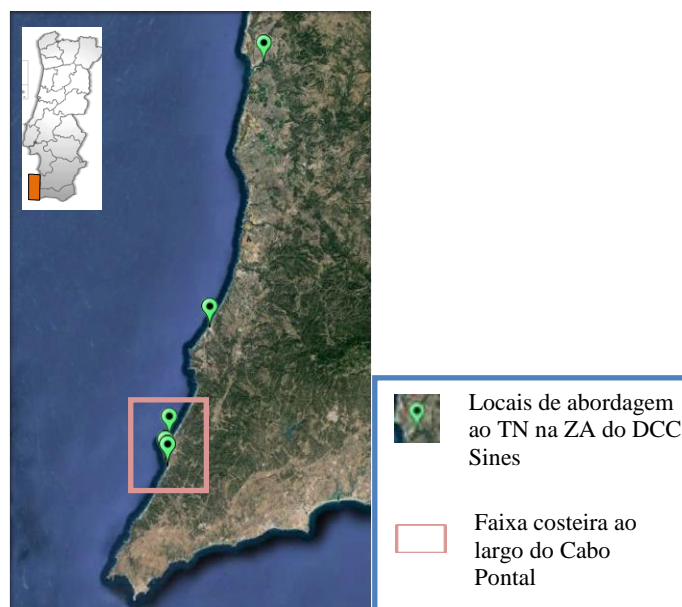 Locais de abordagem
ao TN na ZA do DCC
Sines
Faixa costeira ao
largo do Cabo
Pontal